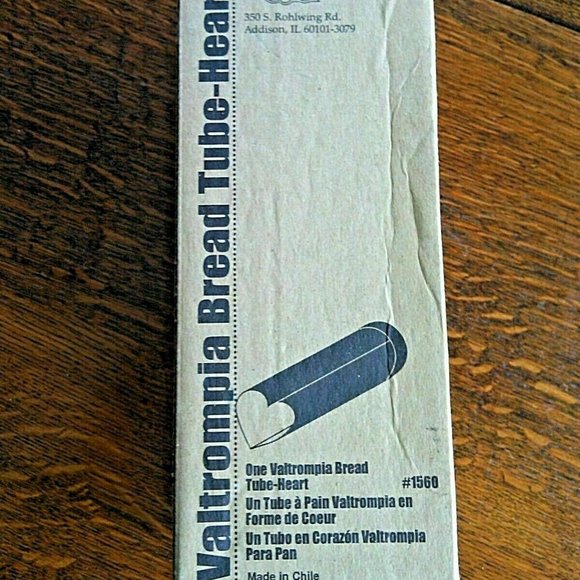 350 S. Rohlwing Rd.
Addison, IL 60101-3079
Valtrompia Bread Tube-Heart
One Valtrompia Bread
Tube-Heart #1560
Un Tube à Pain Valtrompia en
Forme de Coeur
Un Tubo en Corazón Valtrompia
Para Pan
Made in Chile